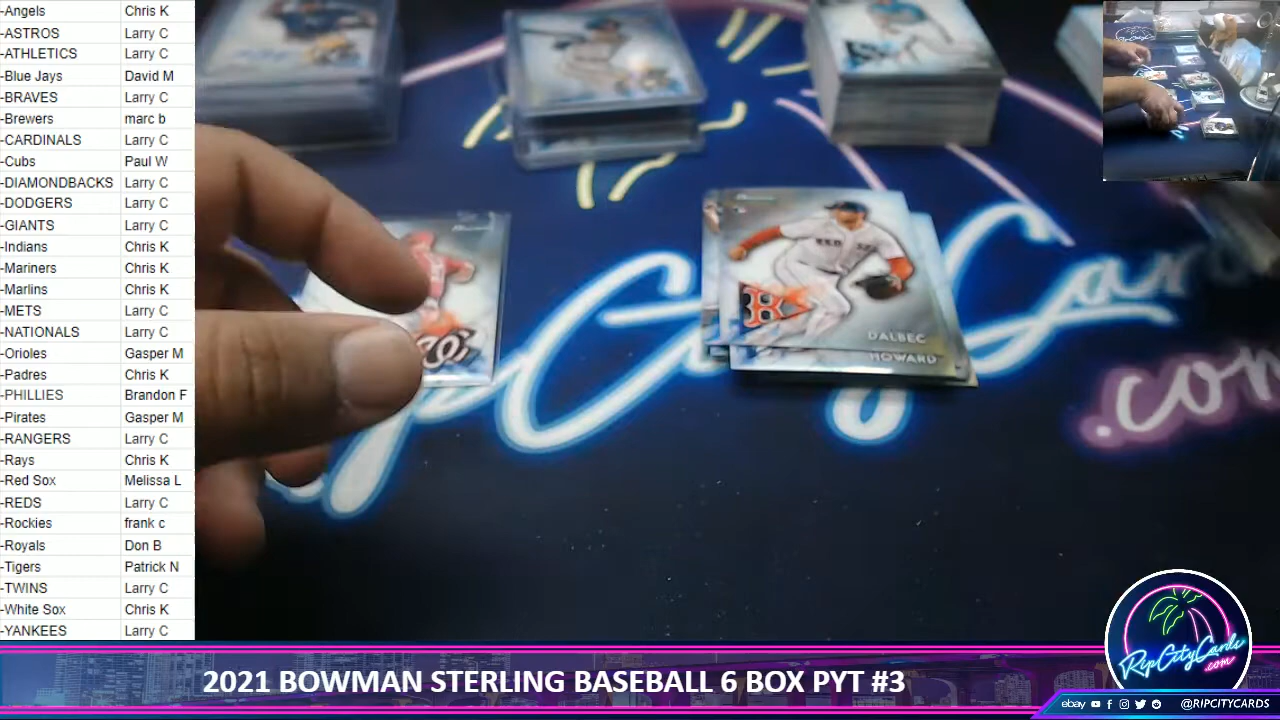 -Angels Chris K
-ASTROS Larry C
-ATHLETICS Larry C
-Blue Jays David M
-BRAVES Larry C
-Brewers marc b
-CARDINALS Larry C
-Cubs Paul W
-DIAMONDBACKS Larry C
-DODGERS Larry C
-GIANTS Larry C
-Indians Chris K
-Mariners Chris K
-Marlins Chris K
-METS Larry C
-NATIONALS Larry C
-Orioles Gasper M
-Padres Chris K
-PHILLIES Brandon F
-Pirates Gasper M
-RANGERS Larry C
-Rays Chris K
-Red Sox Melissa L
-REDS Larry C
-Rockies frank c
-Royals Don B
-Tigers Patrick N
-TWINS Larry C
-White Sox Chris K
-YANKEES Larry C
RED SOX
B
DALBEC
HOWARD
.com
2021 BOWMAN STERLING BASEBALL 6 BOX PYT #3
RipCityCards
.com
ebay @RIPCITYCARDS